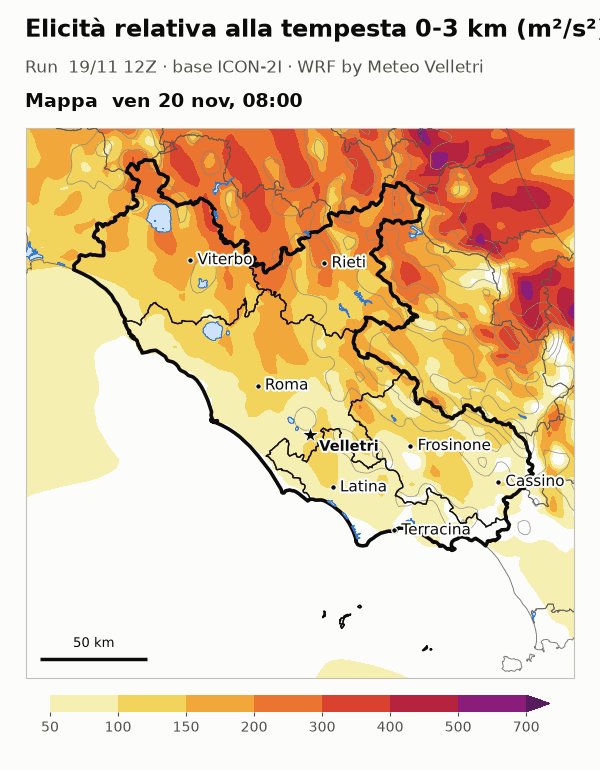 Elicità relativa alla tempesta 0-3 km (m²/s²)
Run 19/11 12Z · base ICON-2I · WRF by Meteo Velletri
Mappa ven 20 nov, 08:00
Viterbo
Rieti
Roma
Velletri
Frosinone
Latina
Cassino
Terracina
50 km
50 100 150 200 300 400 500 700